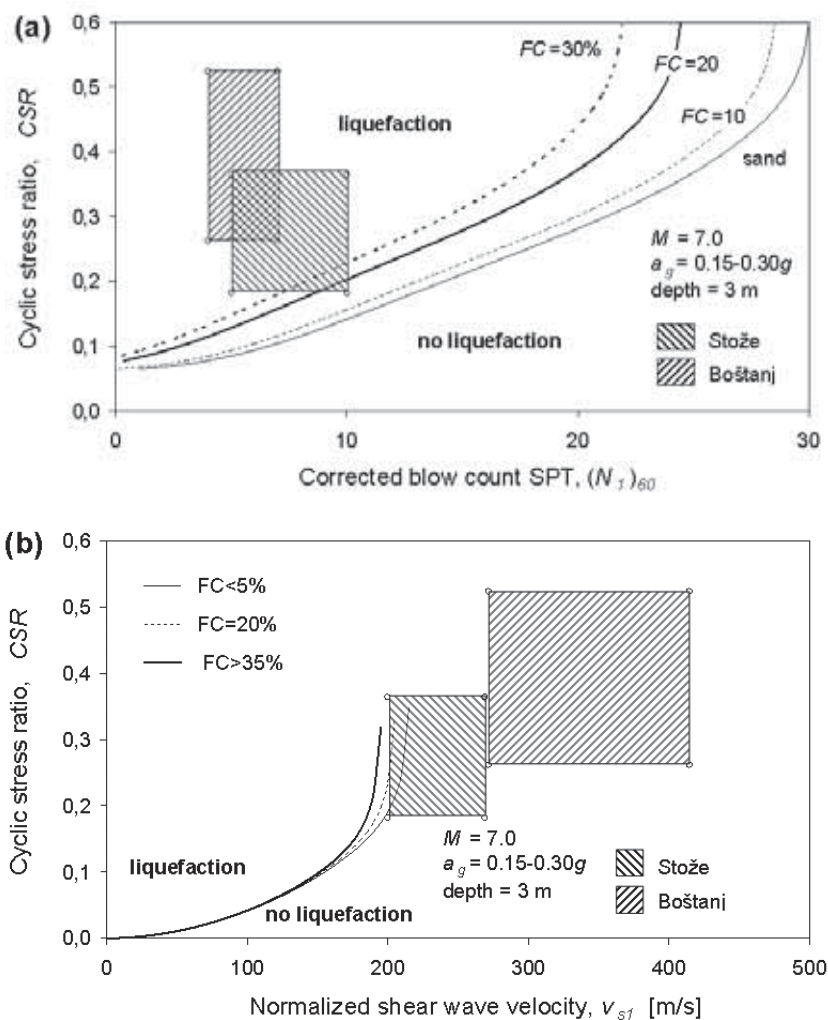 (a)
0,6
0,5
0,4
0,3
0,2
0,1
0,0
Cyclic stress ratio, CSR
FC=30%
FC=20
FC=10
sand
liquefaction
no liquefaction
M = 7.0
a g = 0.15-0.30g
depth = 3 m
Stože
Boštanj
0 10 20 30
Corrected blow count SPT, (N 1)60
(b)
0,6
0,5
0,4
0,3
0,2
0,1
0,0
Cyclic stress ratio, CSR
FC<5%
FC=20%
FC>35%
liquefaction
no liquefaction
M = 7.0
a g = 0.15-0.30g
depth = 3 m
Stože
Boštanj
0 100 200 300 400 500
Normalized shear wave velocity, v s1 [m/s]